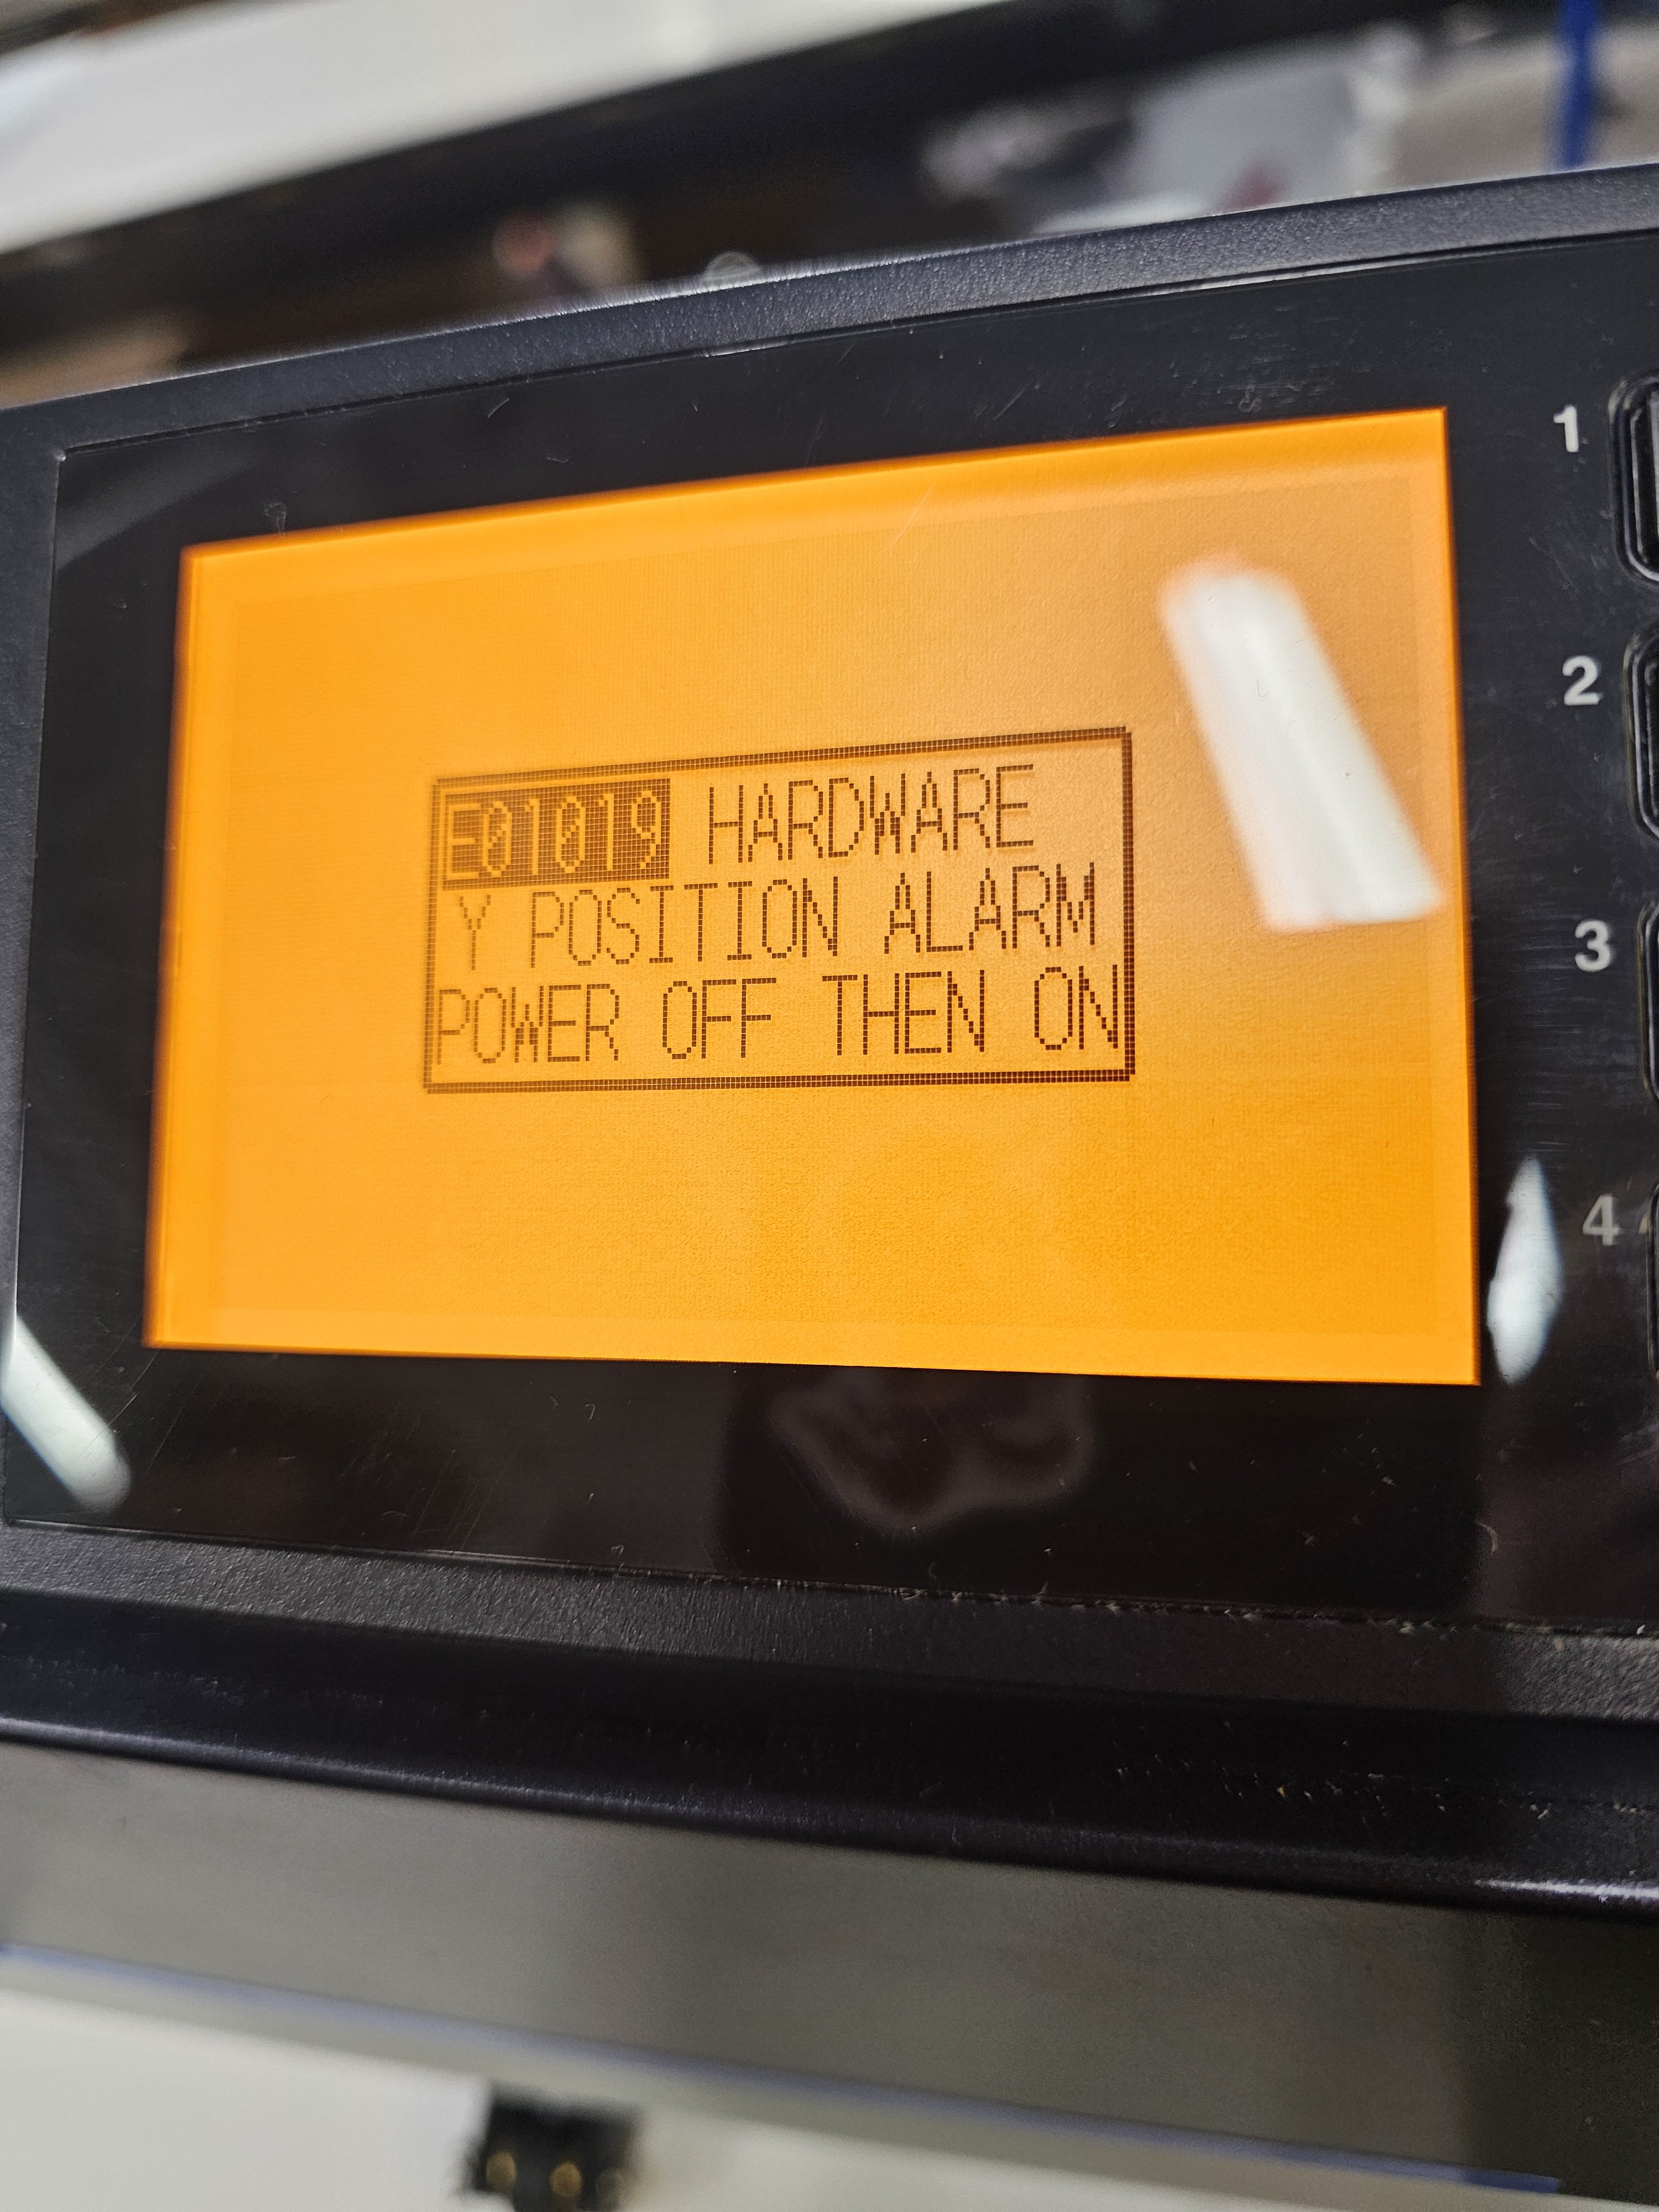 E01019 HARDWARE
Y POSITION ALARM
POWER OFF THEN ON
1
2
3
4